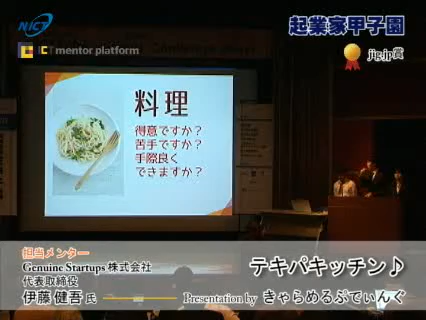 NICT
起業家甲子園
ICT mentor platform
jig.jp賞
料理
得意ですか?
苦手ですか?
手際良く
できますか?
担当メンター
Genuine Startups 株式会社
代表取締役
伊藤 健吾 氏
テキパキッチン♪
Presentation by きゃらめるぷでぃんぐ